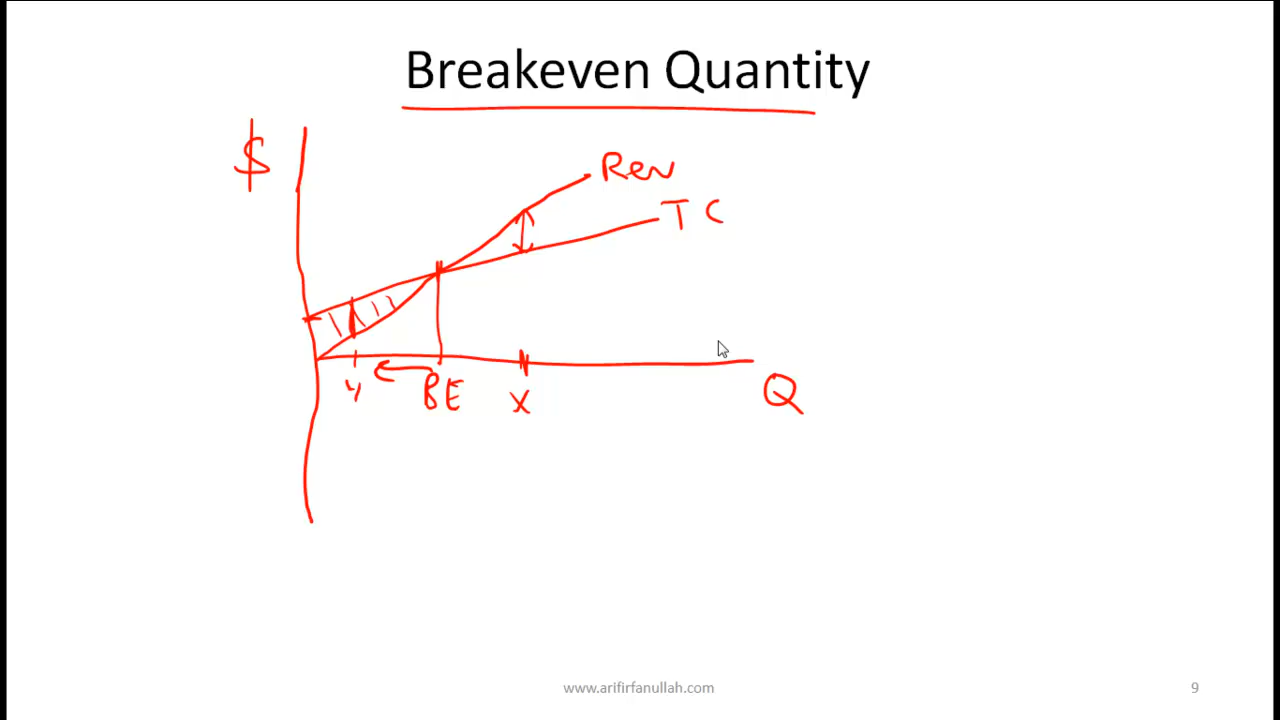 Breakeven Quantity
$
Rev
TC
y BE X
Q
www.arifirfanullah.com
9